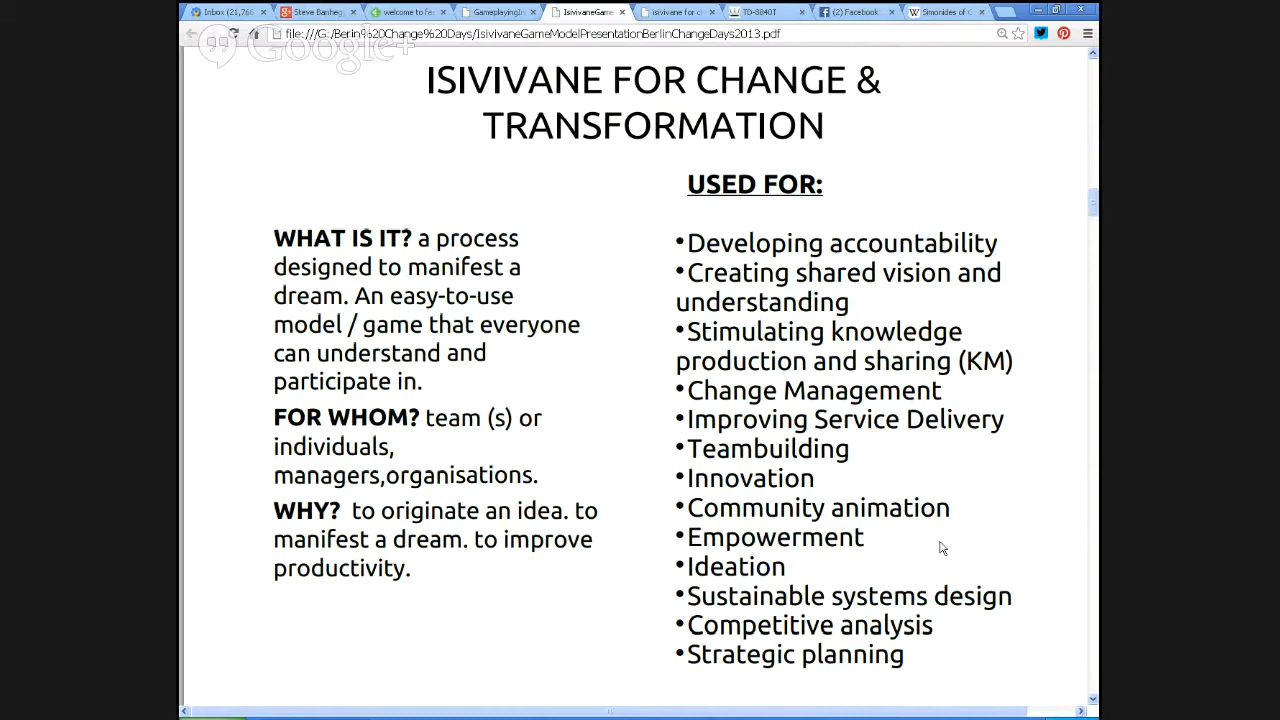 Inbox (21,768
Steve Banheg
welcome to fe
GameplayingIn
IsivivaneGame
isivivane for ch
TD-8840T
(2) Facebook
Simonides of C
file:///G:/Berlin%20Change%20Days/IsivivaneGameModelPresentationBerlinChangeDays2013.pdf
Google+
ISIVIVANE FOR CHANGE &
TRANSFORMATION
WHAT IS IT? a process
designed to manifest a
dream. An easy-to-use
model / game that everyone
can understand and
participate in.
FOR WHOM? team (s) or
individuals,
managers,organisations.
WHY? to originate an idea. to
manifest a dream. to improve
productivity.
USED FOR:
•Developing accountability
•Creating shared vision and
understanding
•Stimulating knowledge
production and sharing (KM)
•Change Management
•Improving Service Delivery
•Teambuilding
•Innovation
•Community animation
•Empowerment
•Ideation
•Sustainable systems design
•Competitive analysis
•Strategic planning